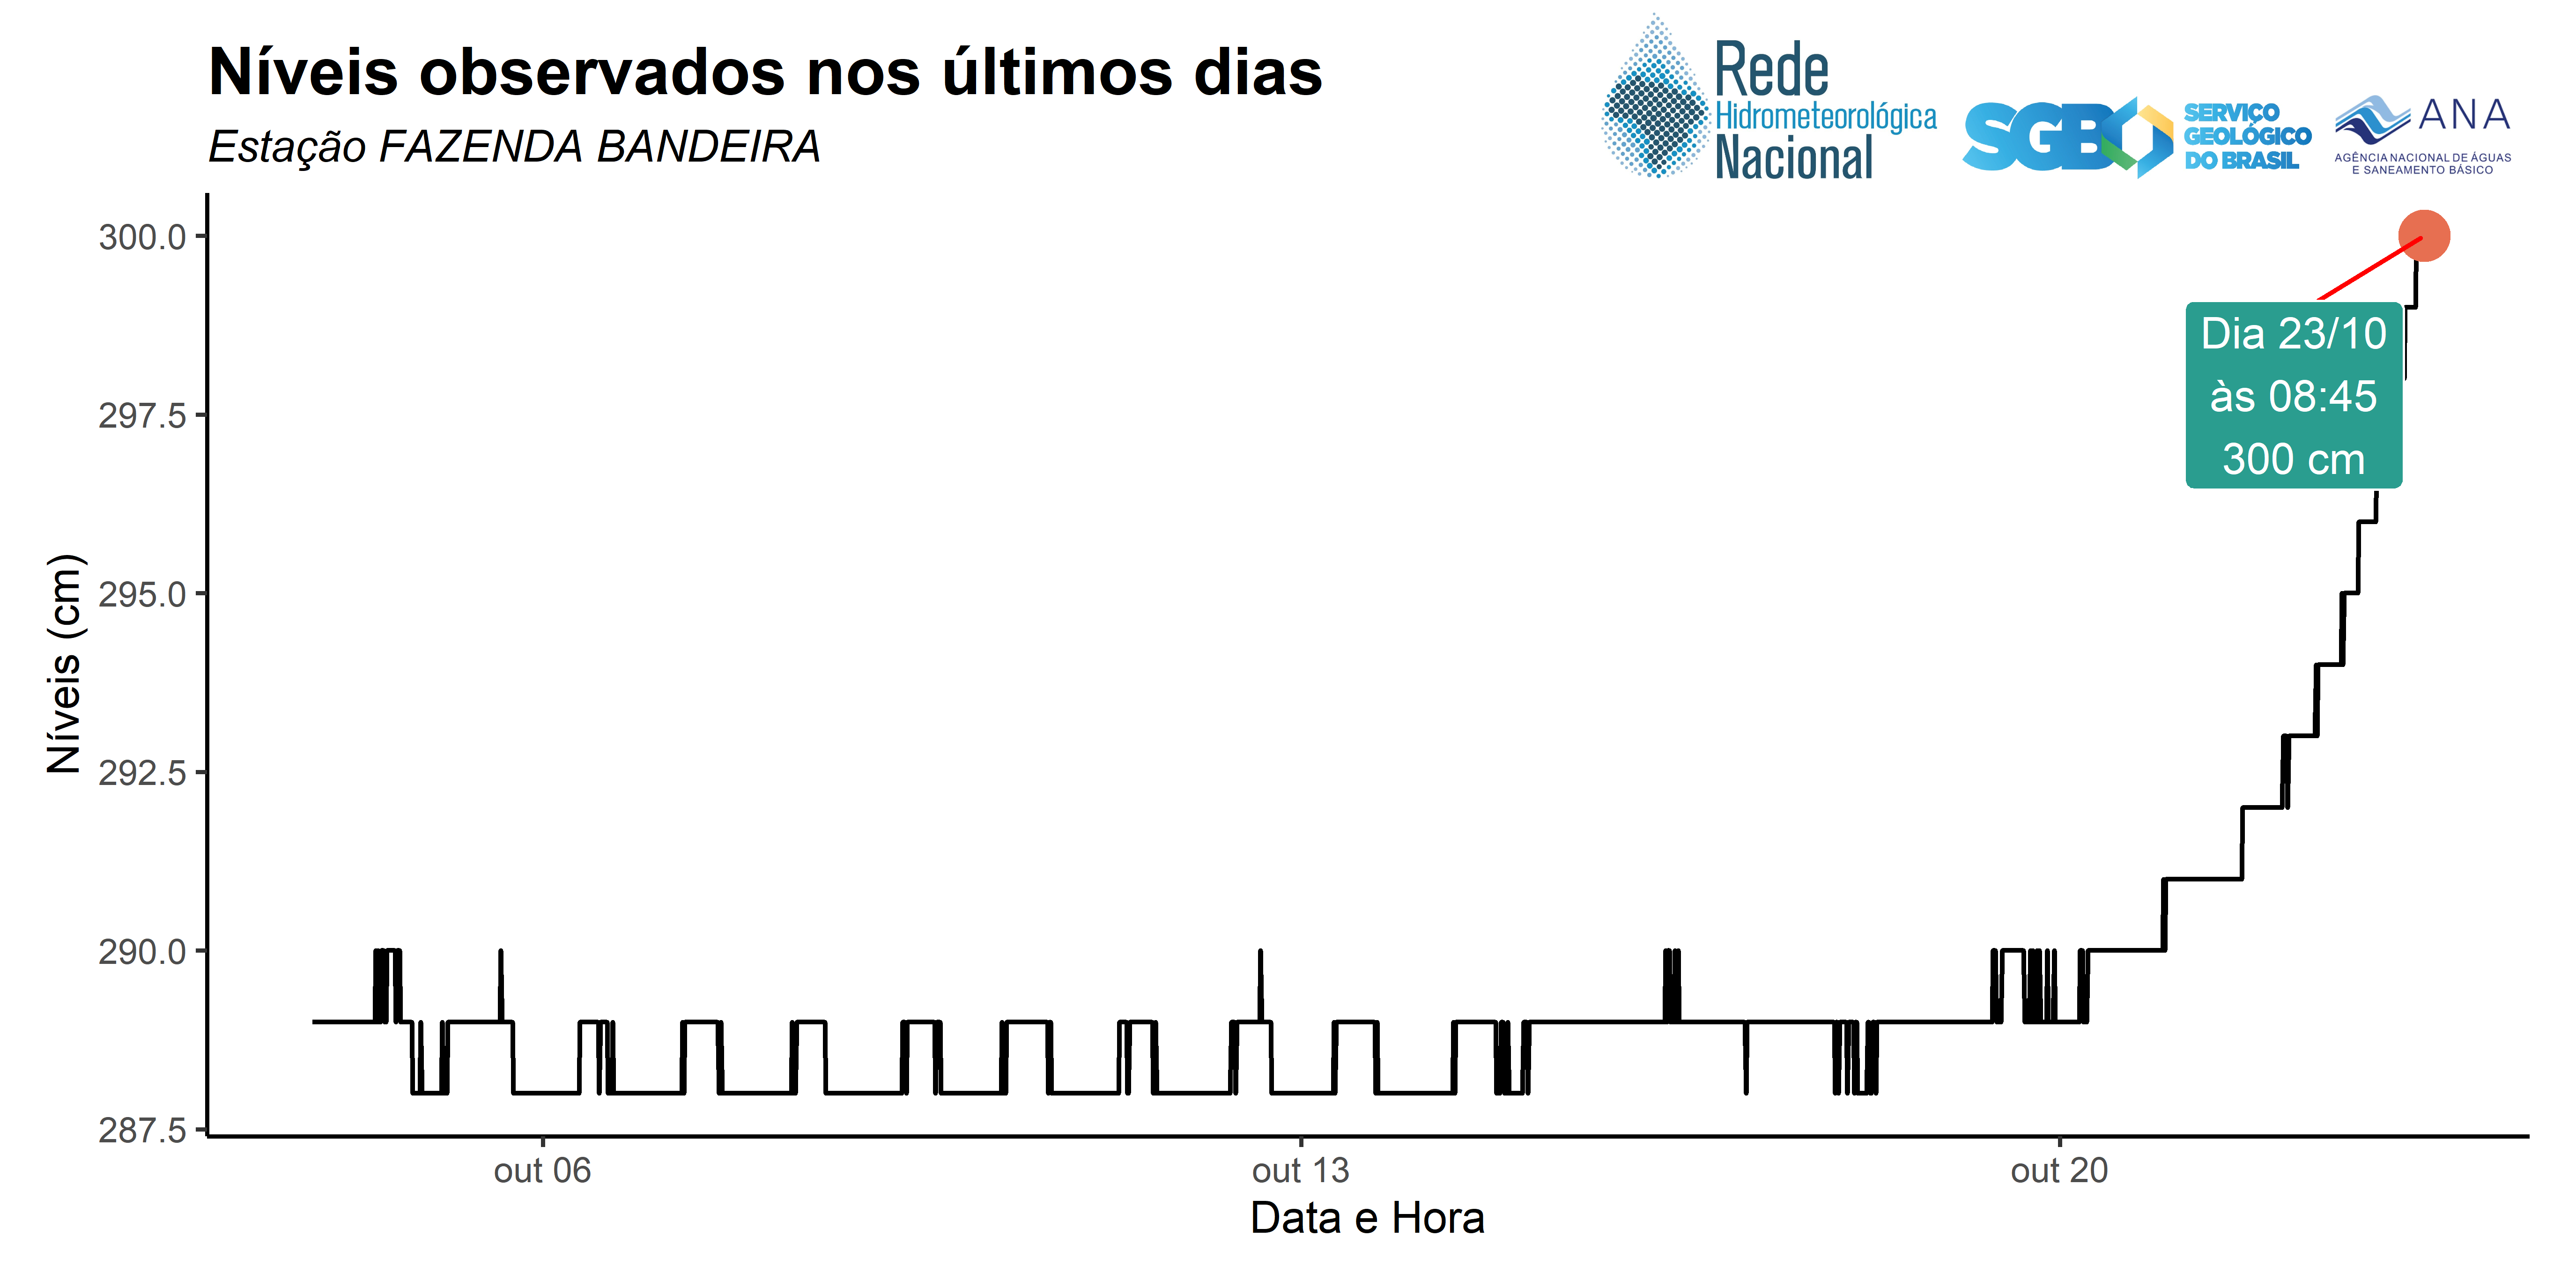 Níveis observados nos últimos dias
Estação FAZENDA BANDEIRA
Rede
Hidrometeorológica
Nacional
SGB
SERVIÇO
GEOLÓGICO
DO BRASIL
ANA
AGÊNCIA NACIONAL DE ÁGUAS
E SANEAMENTO BÁSICO
Níveis (cm)
300.0
297.5
295.0
292.5
290.0
287.5
Dia 23/10
às 08:45
300 cm
out 06
out 13
out 20
Data e Hora